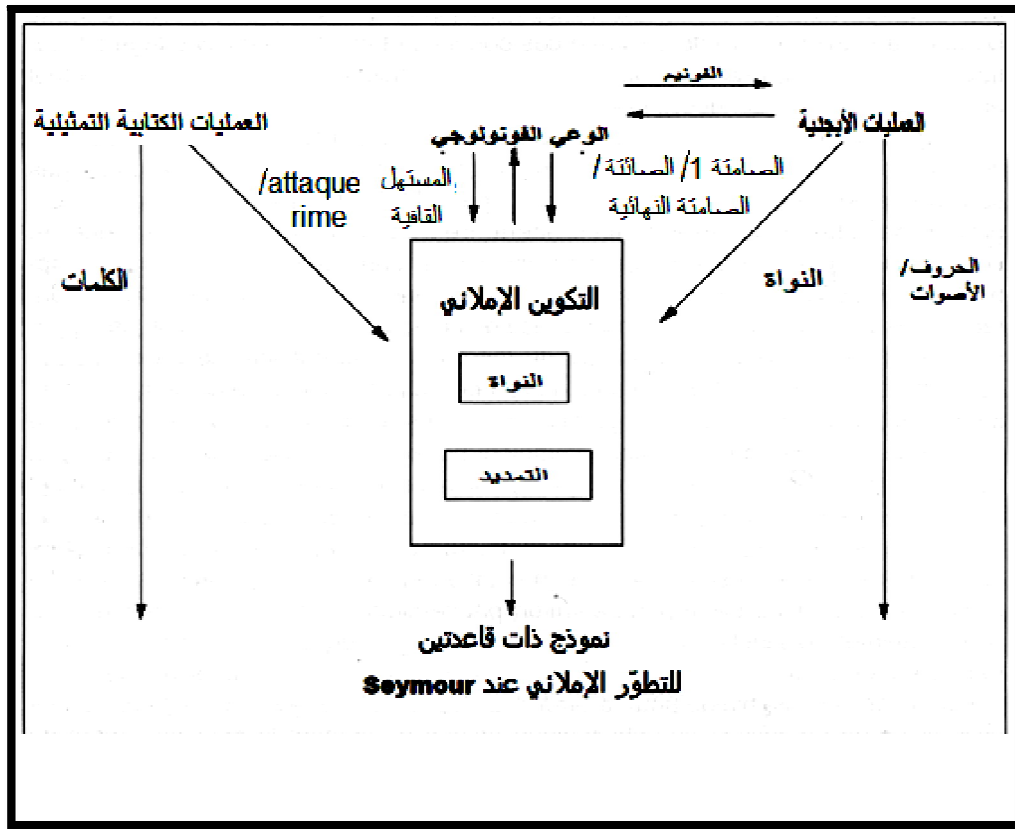 الفونيم
العمليات الأبجدية
الوعي الفونولوجي
العمليات الكتابية التمثيلية
الصامتة 1/ الصائتة /
الصامتة النهائية
المستهل
القافية
attaque/
rime
الحروف/
الأصوات
النواة
الكلمات
التكوين الإملائي
النواة
التمديد
نموذج ذات قاعدتين
للتطوّر الإملائي عند Seymour